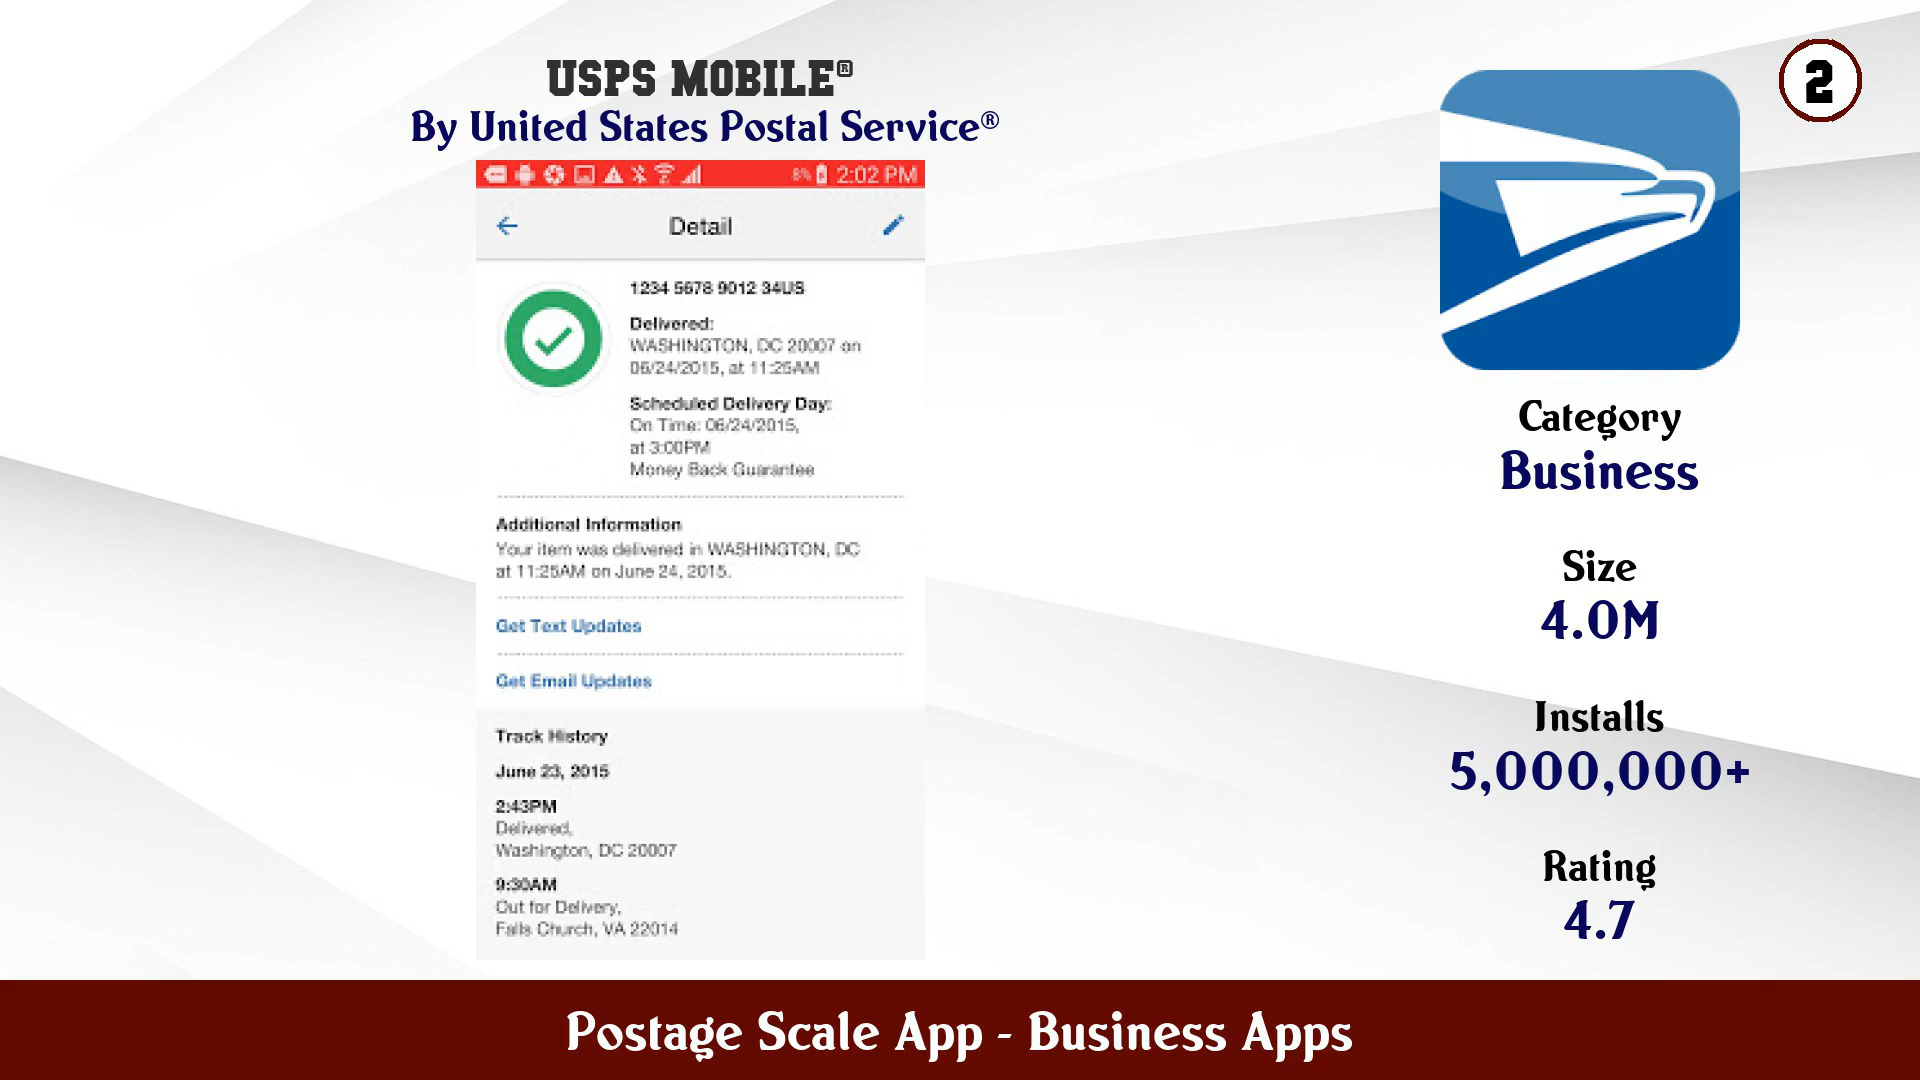 USPS MOBILE®
By United States Postal Service®
2
8% 2:02 PM
Detail
1234 5678 9012 34US
Delivered:
WASHINGTON, DC 20007 on
06/24/2015, at 11:25AM
Scheduled Delivery Day:
On Time: 06/24/2015,
at 3:00PM
Money Back Guarantee
Additional Information
Your item was delivered in WASHINGTON, DC
at 11:25AM on June 24, 2015.
Get Text Updates
Get Email Updates
Track History
June 23, 2015
2:43PM
Delivered,
Washington, DC 20007
9:30AM
Out for Delivery,
Falls Church, VA 22014
Category
Business
Size
4.0M
Installs
5,000,000+
Rating
4.7
Postage Scale App - Business Apps